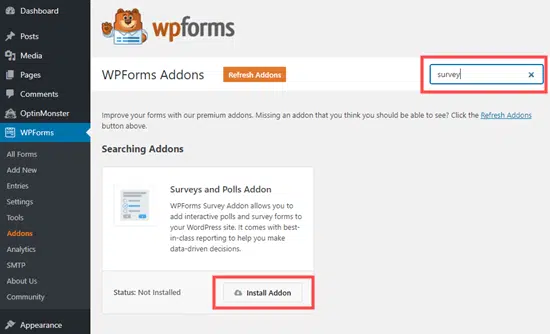 Dashboard
Posts
Media
Pages
Comments
OptinMonster
WPForms
All Forms
Add New
Entries
Settings
Tools
Addons
Analytics
SMTP
About Us
Community
Appearance
wpforms
WPForms Addons
Refresh Addons
survey
Improve your forms with our premium addons. Missing an addon that you think you should be able to see? Click the Refresh Addons
button above.
Searching Addons
Surveys and Polls Addon
WPForms Survey Addon allows you to
add interactive polls and survey forms to
your WordPress site. It comes with best-
in-class reporting to help you make
data-driven decisions.
Status: Not Installed
Install Addon